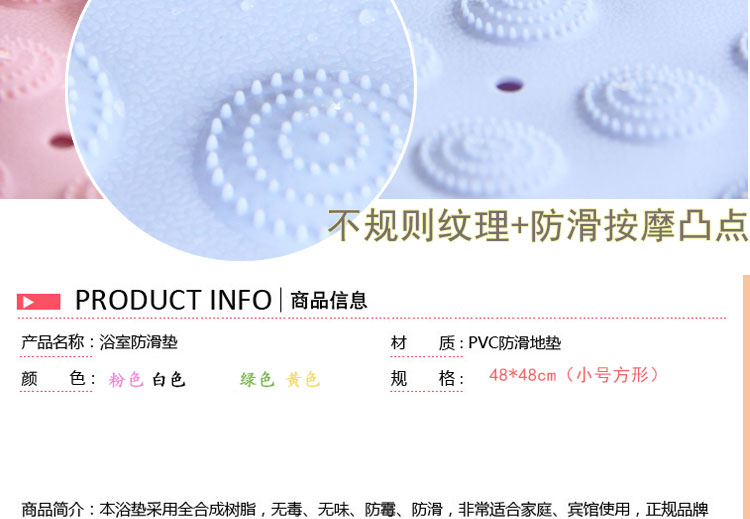 不规则纹理+防滑按摩凸点
PRODUCT INFO|商品信息
产品名称：浴室防滑垫 材 质：PVC防滑地垫
颜 色：粉色 白色 绿色 黄色 规 格：48*48cm（小号方形）
商品简介：本浴垫采用全合成树脂，无毒、无味、防霉、防滑，非常适合家庭、宾馆使用，正规品牌